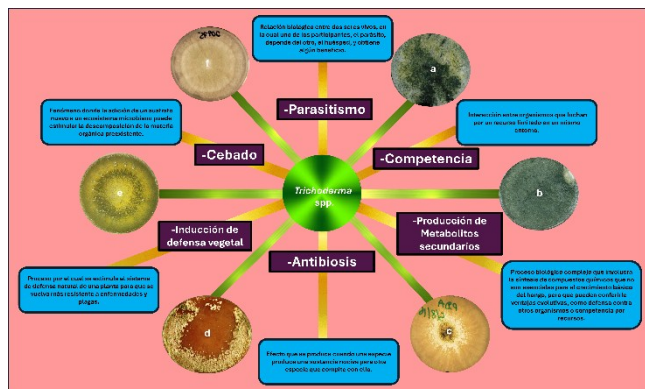 Relación biológica entre dos seres vivos, en
la cual uno de los participantes, el parásito,
depende del otro, el huésped, y obtiene
algún beneficio.
a
-Parasitismo
Fenómeno donde la adición de un sustrato
nuevo a un ecosistema microbiano puede
estimular la descomposición de la materia
orgánica preexistente.
Interacción entre organismos que luchan
por un recurso limitado en un mismo
entorno.
-Cebado
-Competencia
Trichoderma
spp.
e
b
-Inducción de
defensa vegetal
-Producción de
Metabolitos
secundarios
-Antibiosis
Proceso por el cual se estimula el sistema
de defensa natural de una planta para que se
vuelva más resistente a enfermedades y
plagas.
Proceso biológico complejo que involucra
la síntesis de compuestos químicos que no
son esenciales para el crecimiento básico
del hongo, pero que pueden conferirle
ventajas evolutivas, como defensa contra
otros organismos o competencia por
recursos.
d
c
Efecto que se produce cuando una especie
produce una sustancia nociva para otra
especie que compite con ella.